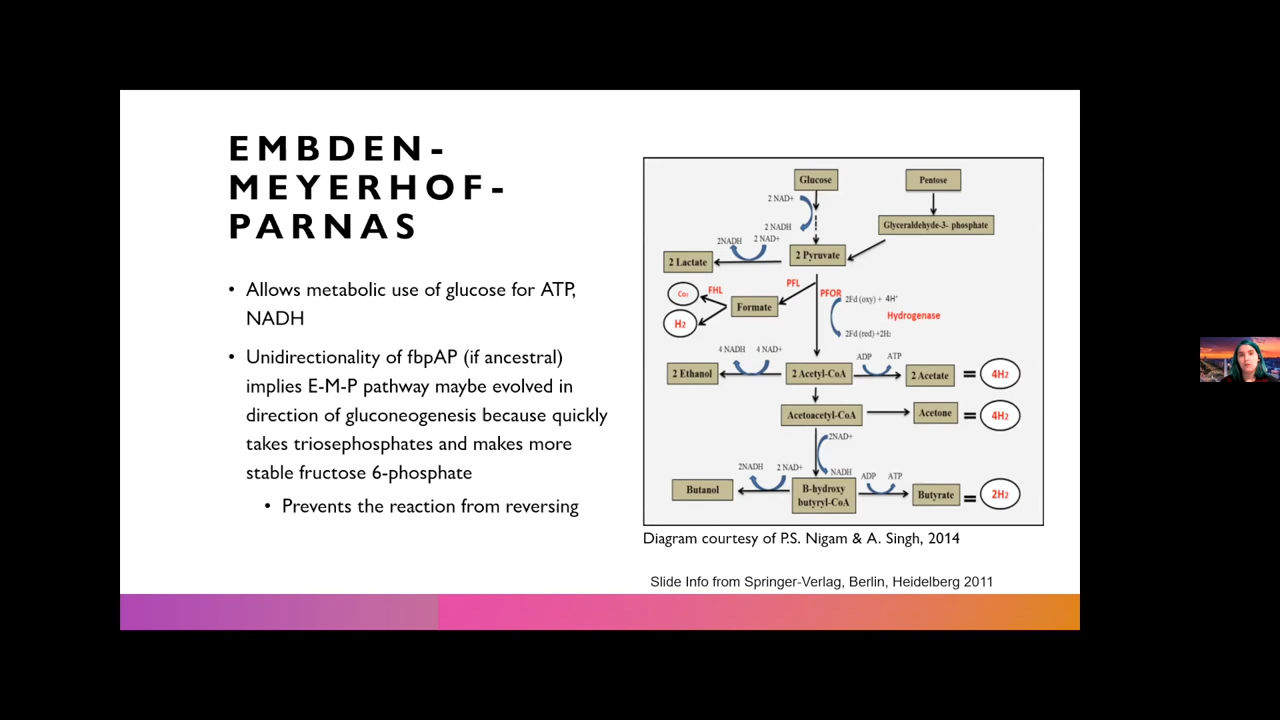 EMBDEN-
MEYERHOF-
PARNAS
• Allows metabolic use of glucose for ATP,
NADH
• Unidirectionality of fbpAP (if ancestral)
implies E-M-P pathway maybe evolved in
direction of gluconeogenesis because quickly
takes triosephosphates and makes more
stable fructose 6-phosphate
• Prevents the reaction from reversing
Glucose
Pentose
2 NAD+
2 NADH
Glyceraldehyde-3- phosphate
2NADH
2 NAD+
2 Lactate
2 Pyruvate
PFL
PFOR
FHL
Co2
Formate
H2
2Fd (oxy) + 4H+
Hydrogenase
2Fd (red) +2H2
4 NADH
4 NAD+
ADP
ATP
2 Ethanol
2 Acetyl-CoA
2 Acetate
=
4H2
Acetoacetyl-CoA
Acetone
=
4H2
2NAD+
NADH
2NADH
2 NAD+
ADP
ATP
Butanol
B-hydroxy
butyryl-CoA
Butyrate
=
2H2
Diagram courtesy of P.S. Nigam & A. Singh, 2014
Slide Info from Springer-Verlag, Berlin, Heidelberg 2011